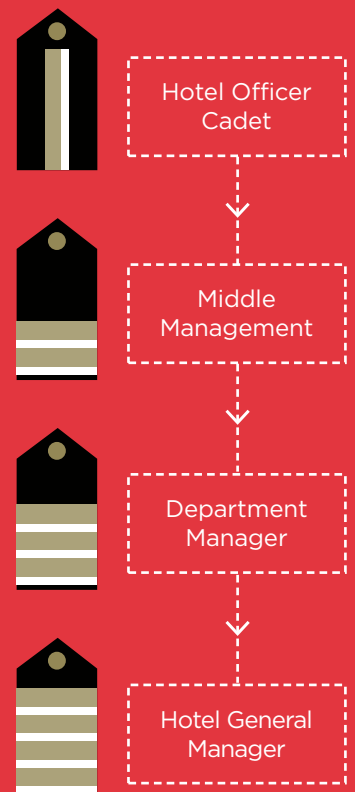 Hotel Officer
Cadet
Middle
Management
Department
Manager
Hotel General
Manager